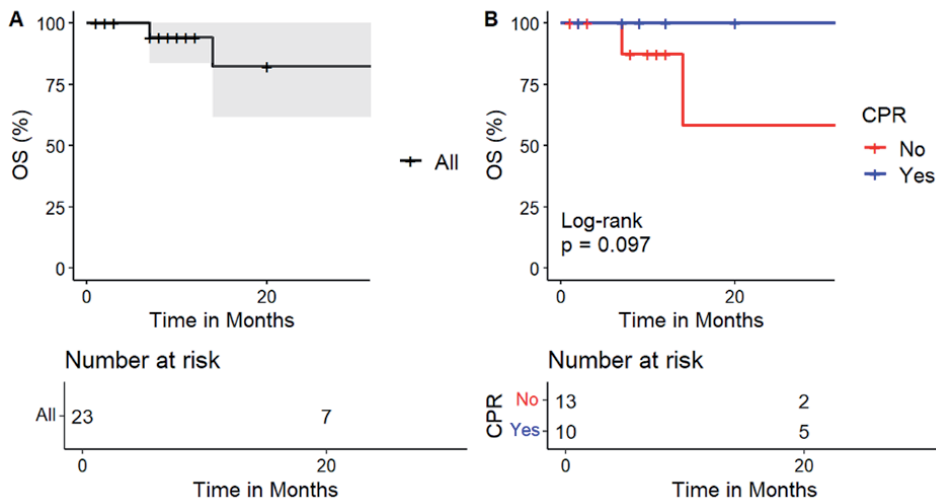 A
100
75
50
25
0
OS (%)
0 20
Time in Months
All
Number at risk
All 23 7
0 20
Time in Months
B
100
75
50
25
0
OS (%)
Log-rank
p = 0.097
0 20
Time in Months
CPR
No
Yes
Number at risk
CPR
No 13 2
Yes 10 5
0 20
Time in Months